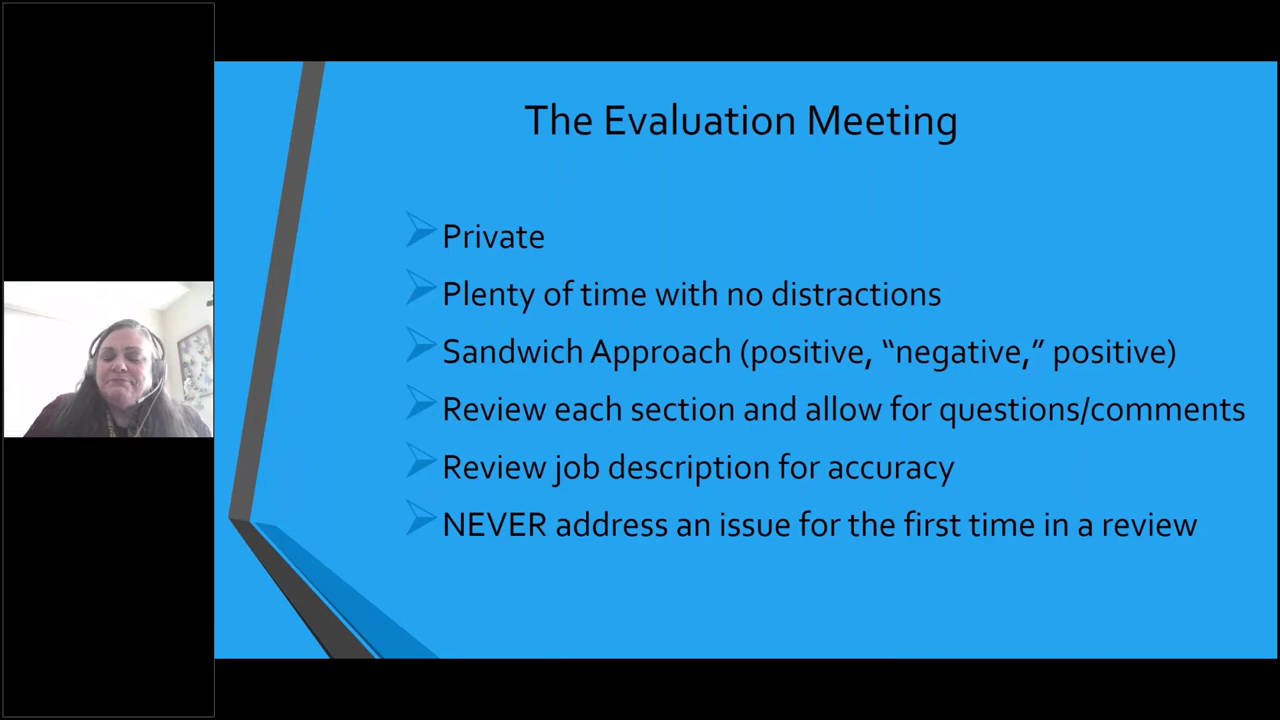 The Evaluation Meeting
Private
Plenty of time with no distractions
Sandwich Approach (positive, “negative,” positive)
Review each section and allow for questions/comments
Review job description for accuracy
NEVER address an issue for the first time in a review